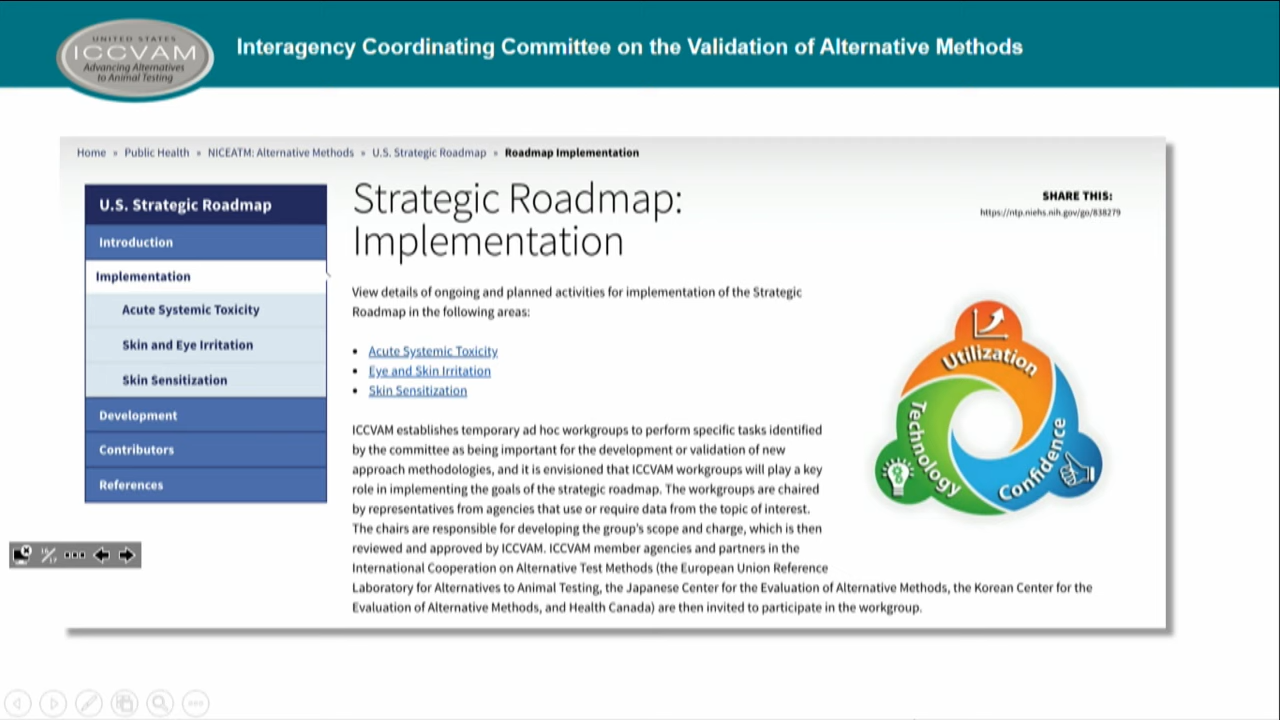 UNITED STATES
ICCVAM
Advancing Alternatives
to Animal Testing
Interagency Coordinating Committee on the Validation of Alternative Methods
Home » Public Health » NICEATM: Alternative Methods » U.S. Strategic Roadmap » Roadmap Implementation
U.S. Strategic Roadmap
Introduction
Implementation
Acute Systemic Toxicity
Skin and Eye Irritation
Skin Sensitization
Development
Contributors
References
Strategic Roadmap:
Implementation
SHARE THIS:
https://ntp.niehs.nih.gov/go/838279
View details of ongoing and planned activities for implementation of the Strategic
Roadmap in the following areas:
• Acute Systemic Toxicity
• Eye and Skin Irritation
• Skin Sensitization
ICCVAM establishes temporary ad hoc workgroups to perform specific tasks identified
by the committee as being important for the development or validation of new
approach methodologies, and it is envisioned that ICCVAM workgroups will play a key
role in implementing the goals of the strategic roadmap. The workgroups are chaired
by representatives from agencies that use or require data from the topic of interest.
The chairs are responsible for developing the group's scope and charge, which is then
reviewed and approved by ICCVAM. ICCVAM member agencies and partners in the
International Cooperation on Alternative Test Methods (the European Union Reference
Laboratory for Alternatives to Animal Testing, the Japanese Center for the Evaluation of Alternative Methods, the Korean Center for the
Evaluation of Alternative Methods, and Health Canada) are then invited to participate in the workgroup.
Utilization
Technology
Confidence